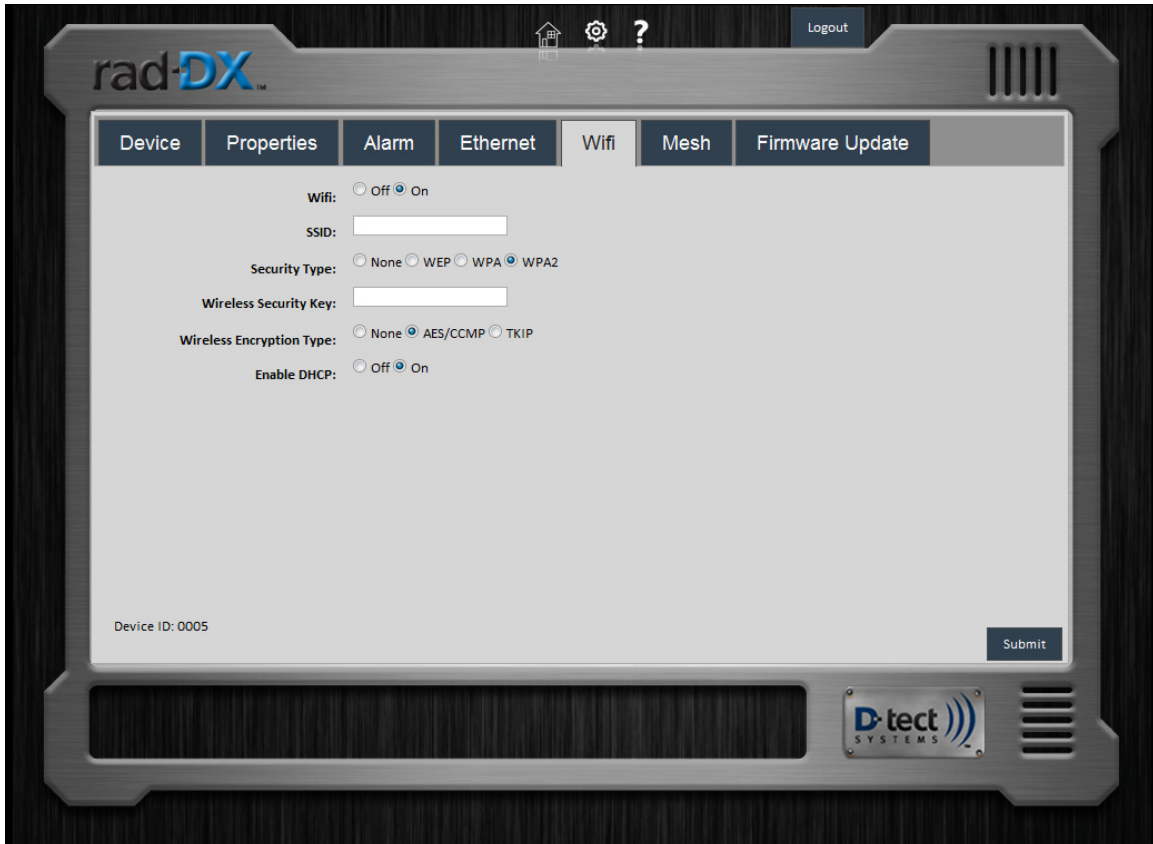 Logout
rad-DX™
Device Properties Alarm Ethernet Wifi Mesh Firmware Update
Wifi: Off On
SSID:
Security Type: None WEP WPA WPA2
Wireless Security Key:
Wireless Encryption Type: None AES/CCMP TKIP
Enable DHCP: Off On
Device ID: 0005
Submit
D-tect
SYSTEMS™